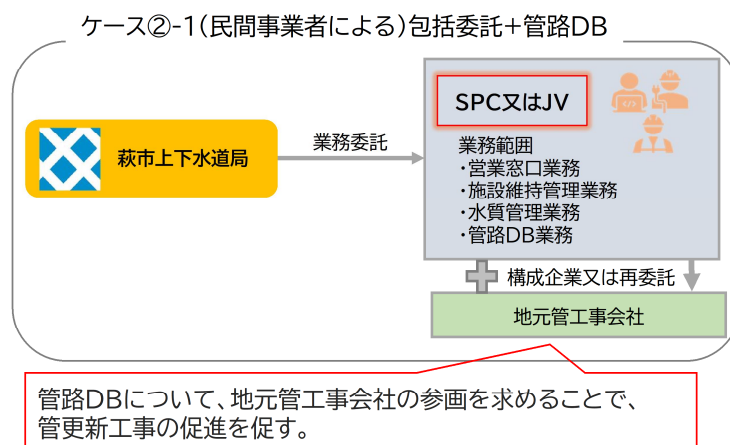 ケース②-1(民間事業者による)包括委託+管路DB
萩市上下水道局
業務委託
SPC又はJV
業務範囲
・営業窓口業務
・施設維持管理業務
・水質管理業務
・管路DB業務
構成企業又は再委託
地元管工事会社
管路DBについて、地元管工事会社の参画を求めることで、
管更新工事の促進を促す。